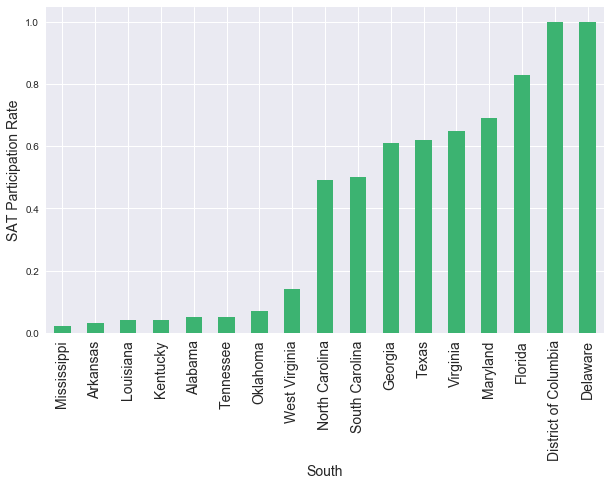 SAT Participation Rate
1.0
0.8
0.6
0.4
0.2
0.0
Mississippi
Arkansas
Louisiana
Kentucky
Alabama
Tennessee
Oklahoma
West Virginia
North Carolina
South Carolina
Georgia
Texas
Virginia
Maryland
Florida
District of Columbia
Delaware
South